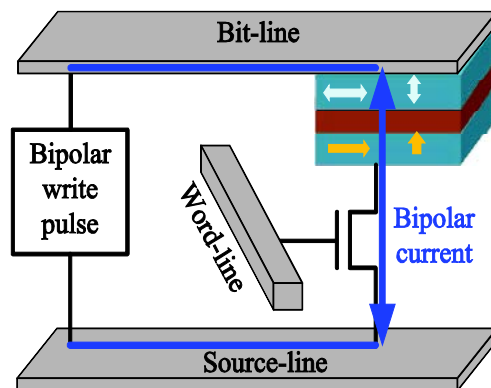 Bit-line
Bipolar
write
pulse
Word-line
Bipolar
current
Source-line